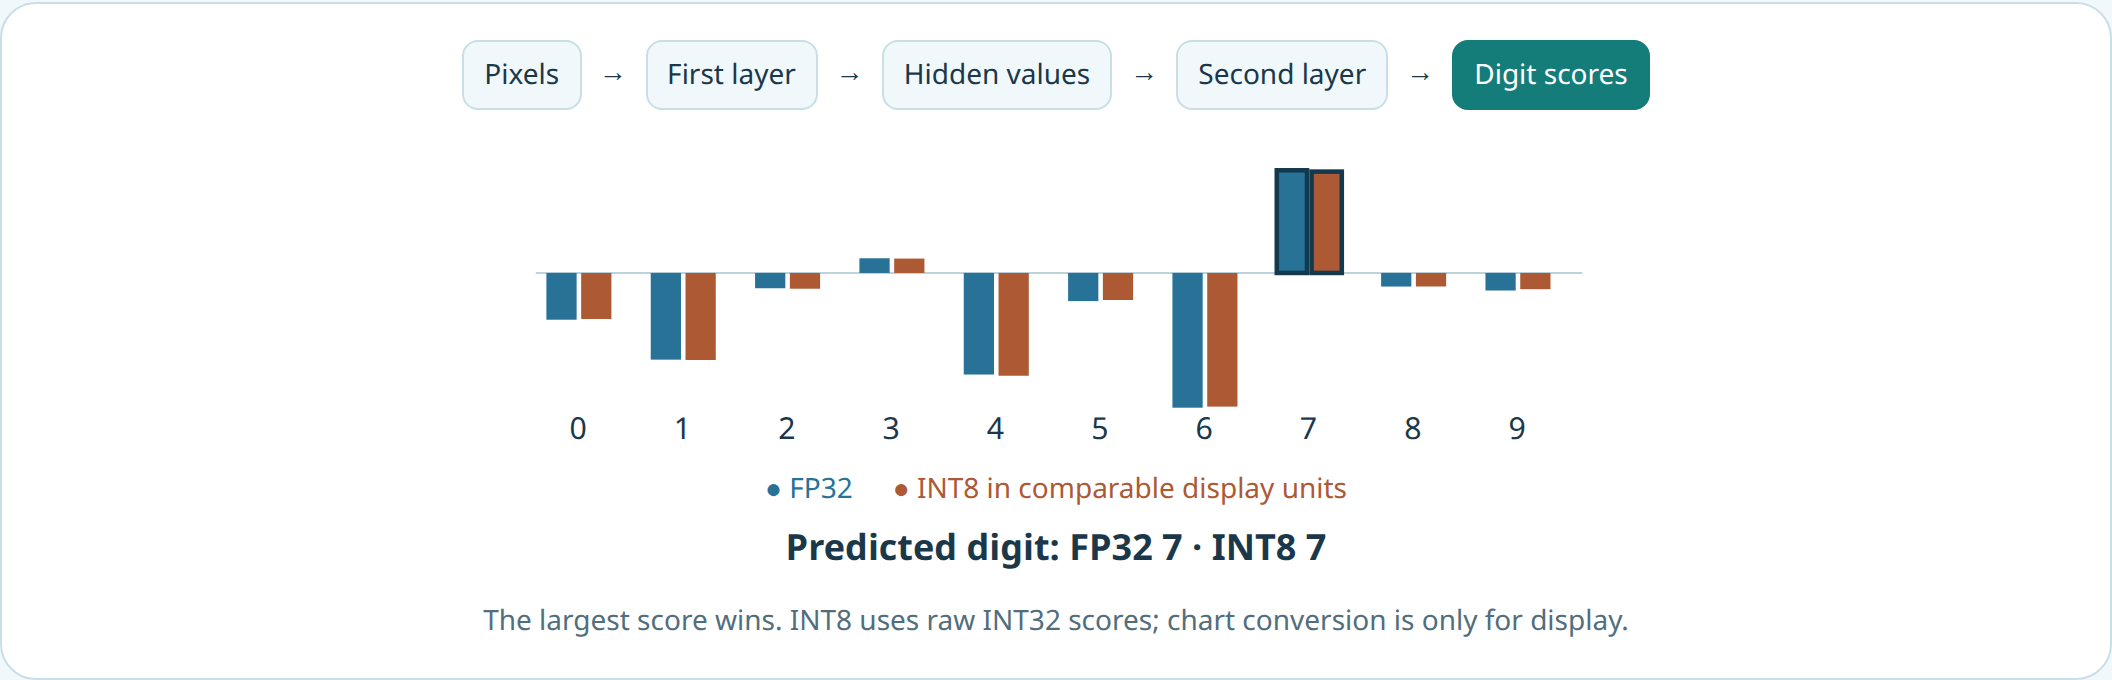 Pixels → First layer → Hidden values → Second layer → Digit scores
0 1 2 3 4 5 6 7 8 9
● FP32 ● INT8 in comparable display units
Predicted digit: FP32 7 · INT8 7
The largest score wins. INT8 uses raw INT32 scores; chart conversion is only for display.